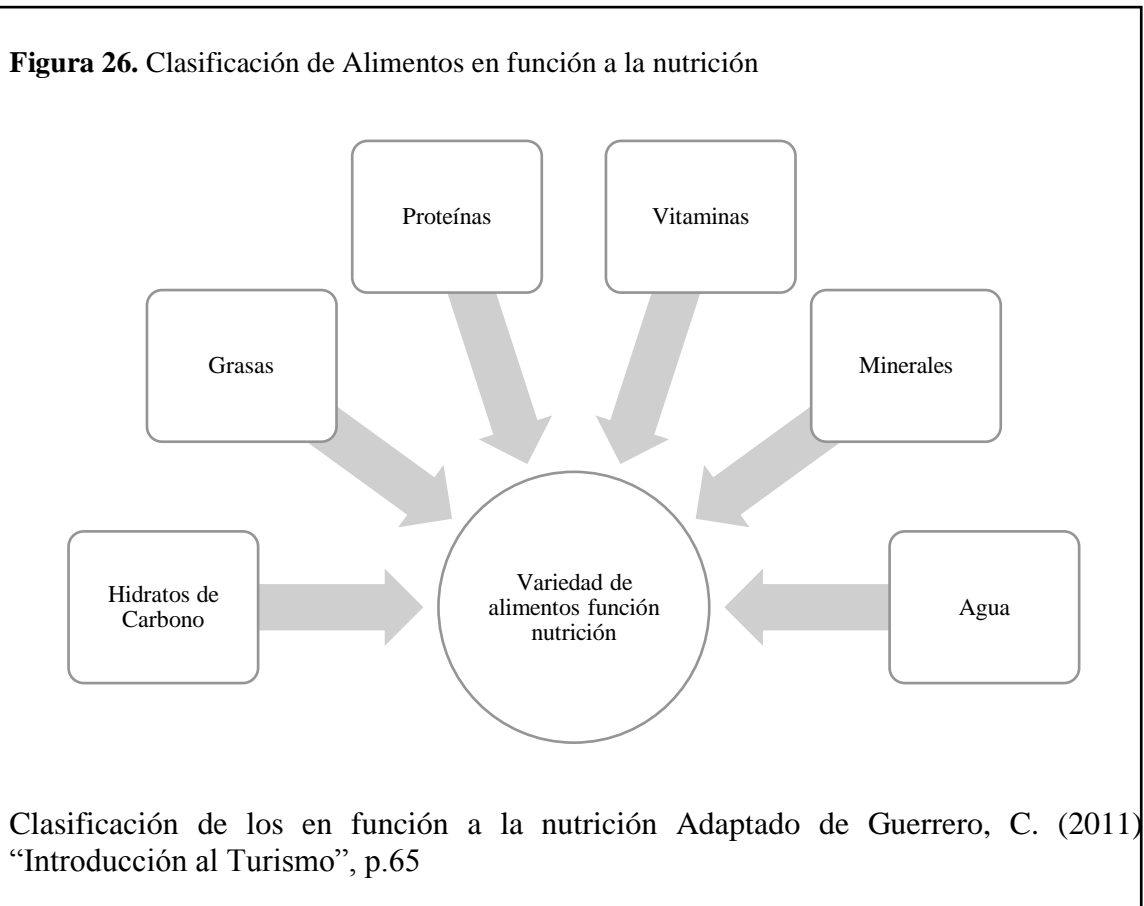 Figura 26. Clasificación de Alimentos en función a la nutrición
Proteínas
Vitaminas
Grasas
Minerales
Hidratos de
Carbono
Variedad de
alimentos función
nutrición
Agua
Clasificación de los en función a la nutrición Adaptado de Guerrero, C. (2011)
“Introducción al Turismo”, p.65